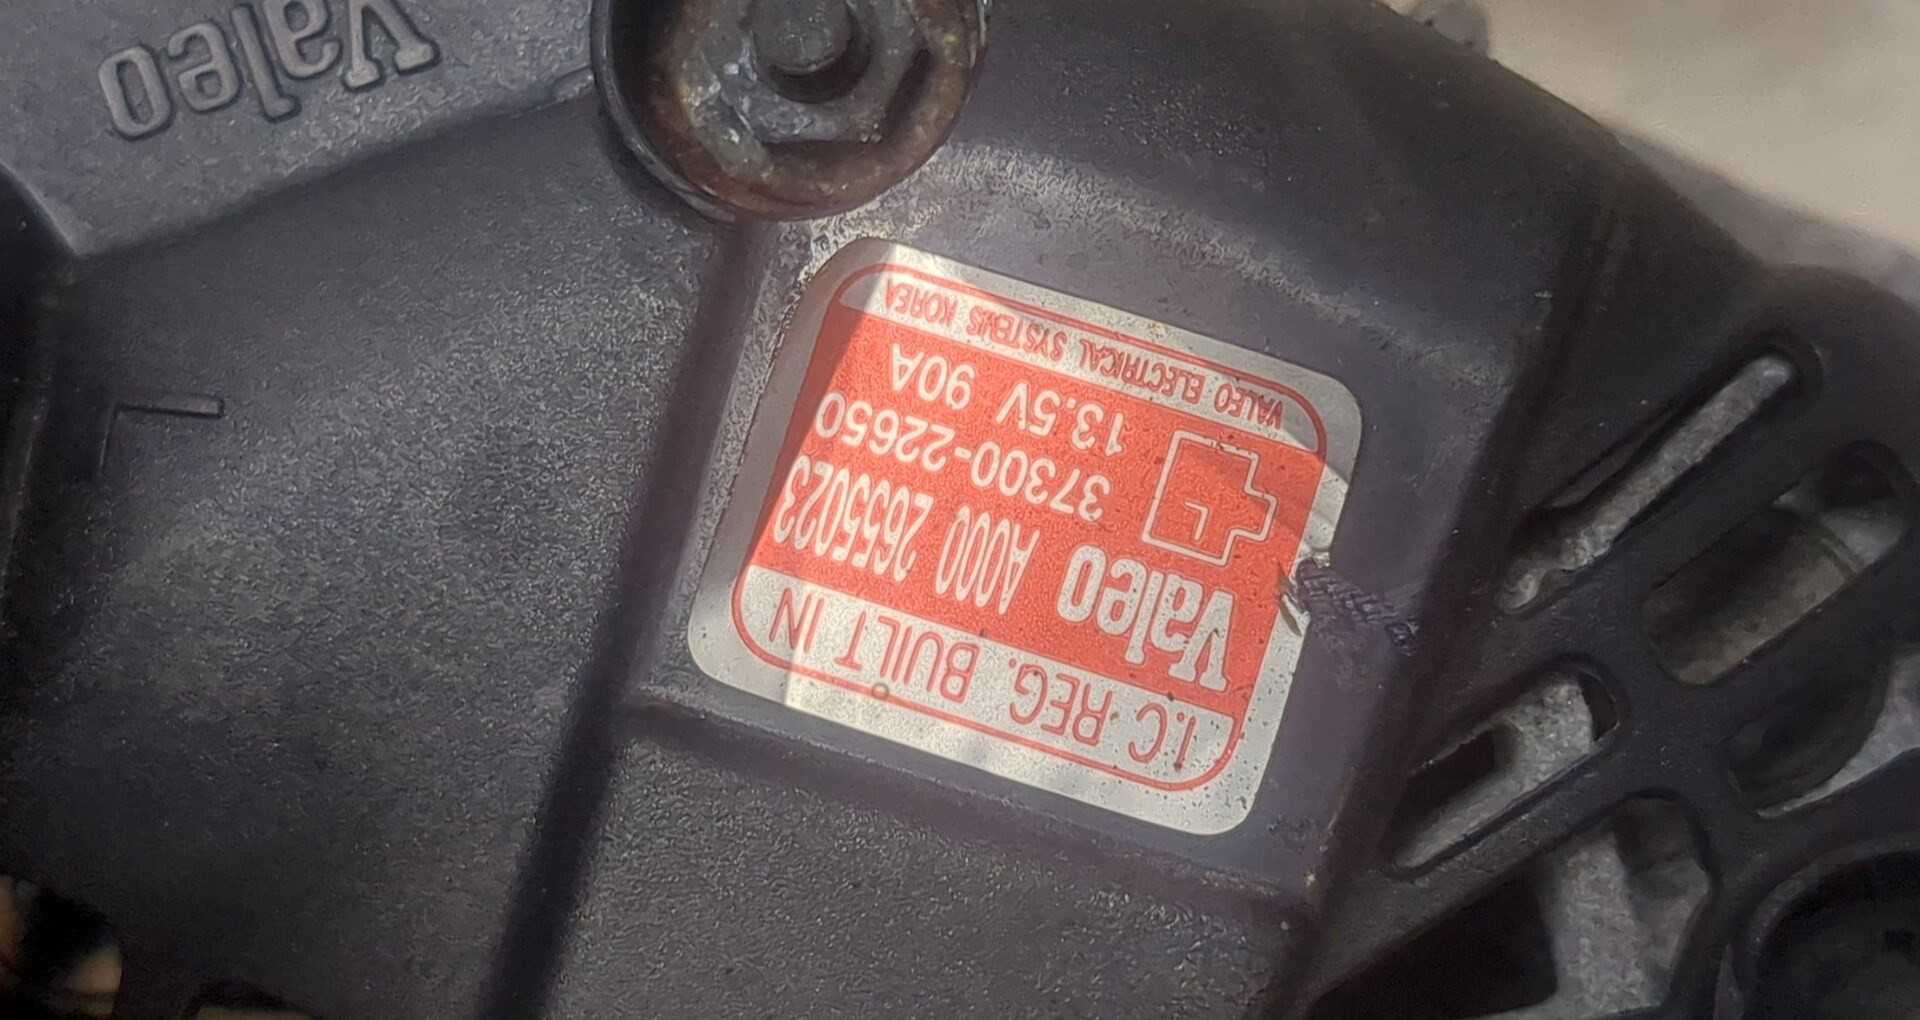 Valeo
I.C REG. BUILT IN
Valeo A000 2655023
37300-22650
L
13.5V 90A
VALEO ELECTRICAL SYSTEMS KOREA